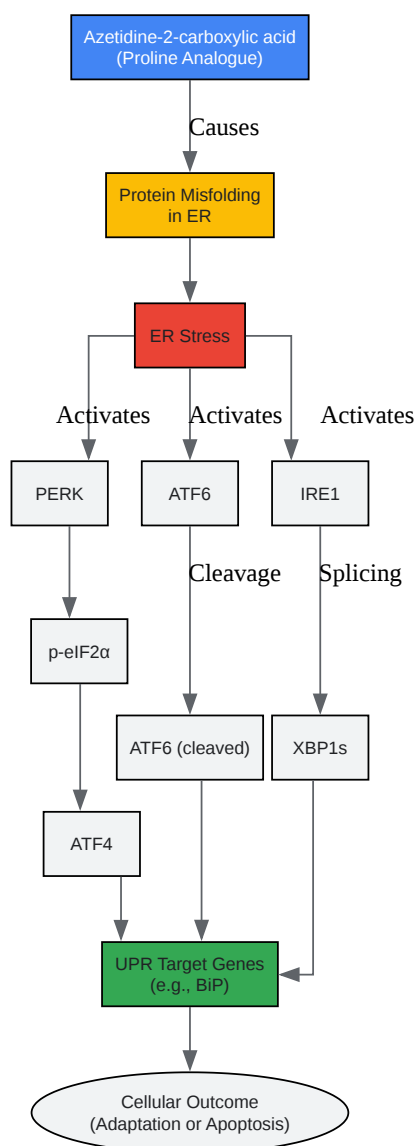 Azetidine-2-carboxylic acid
(Proline Analogue)
Causes
Protein Misfolding
in ER
ER Stress
Activates
Activates
Activates
PERK
ATF6
IRE1
Cleavage
Splicing
p-eIF2α
ATF6 (cleaved)
XBP1s
ATF4
UPR Target Genes
(e.g., BiP)
Cellular Outcome
(Adaptation or Apoptosis)